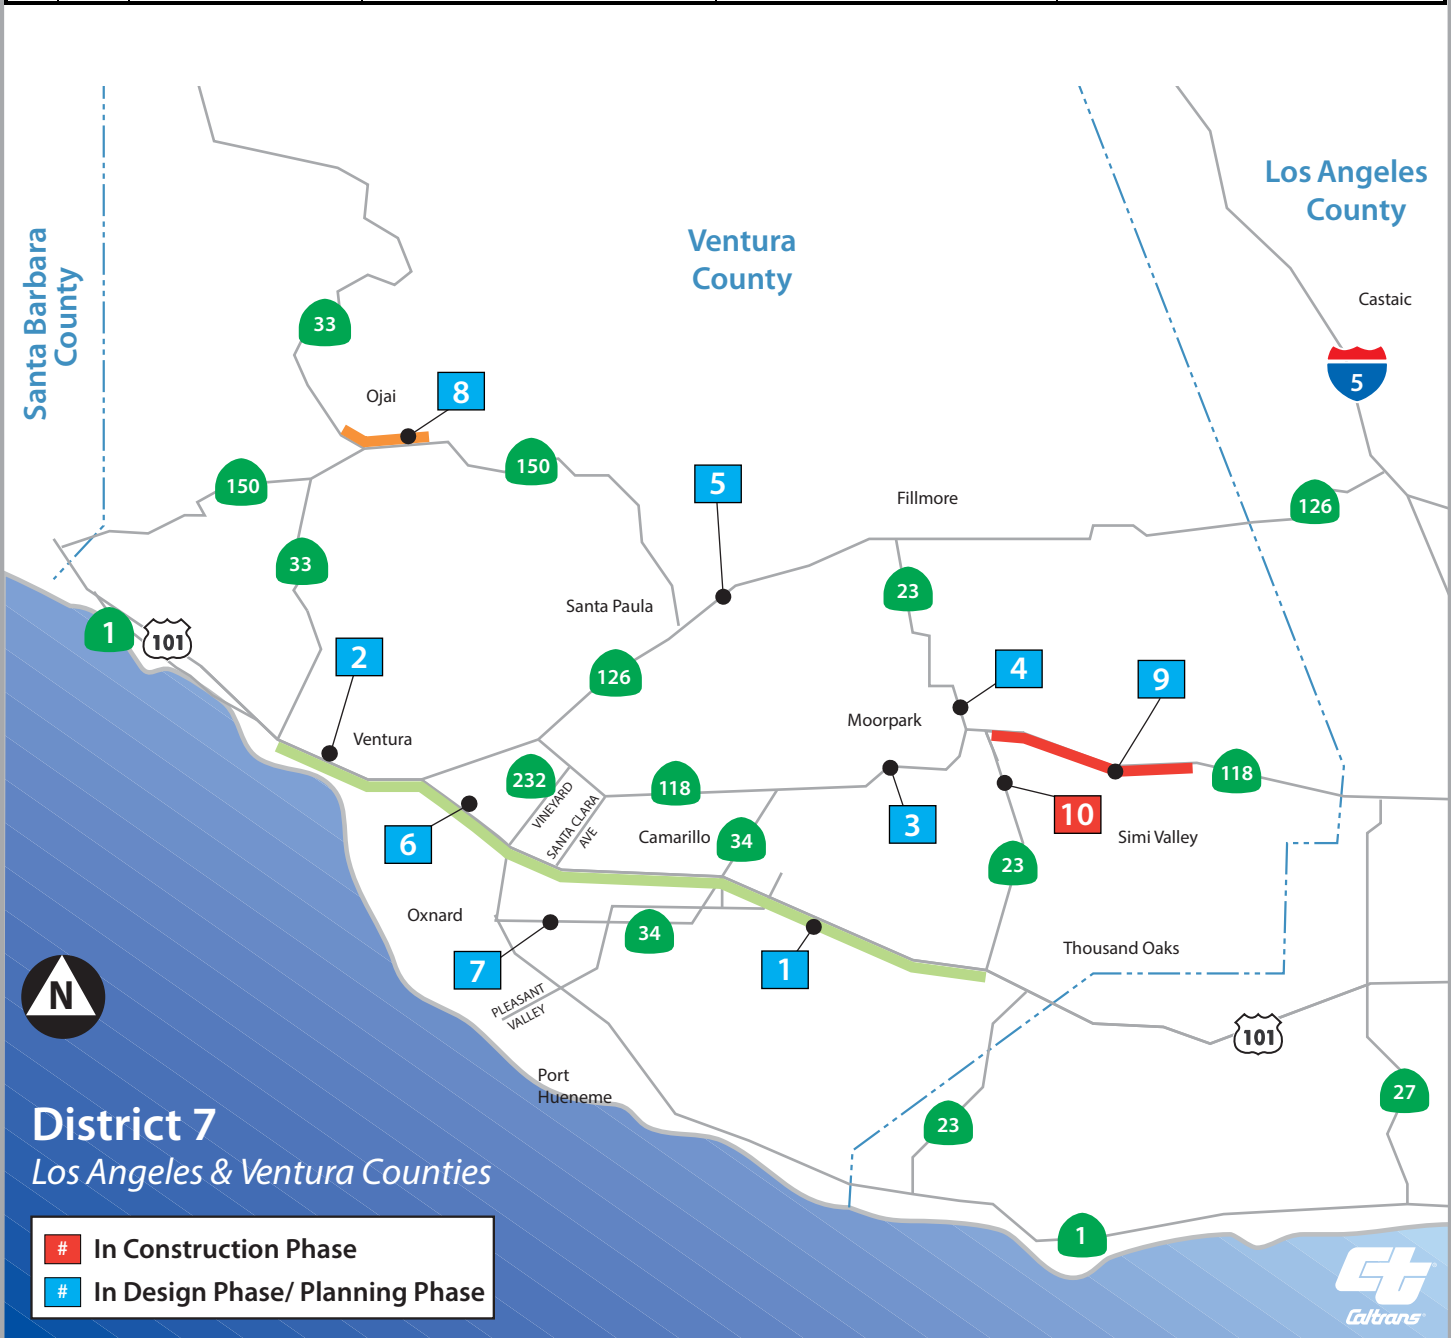 Los Angeles
County
Ventura
County
Santa Barbara
County
Castaic
33
5
Ojai
8
150
150
5
Fillmore
126
33
23
Santa Paula
1
101
2
126
4
9
Moorpark
Ventura
232
118
118
VINEYARD
SANTA CLARA
AVE
6
Camarillo
34
3
10
Simi Valley
23
Oxnard
34
7
1
Thousand Oaks
PLEASANT
VALLEY
N
101
Port
Hueneme
27
23
District 7
Los Angeles & Ventura Counties
1
# In Construction Phase
# In Design Phase/ Planning Phase
Ct
Caltrans